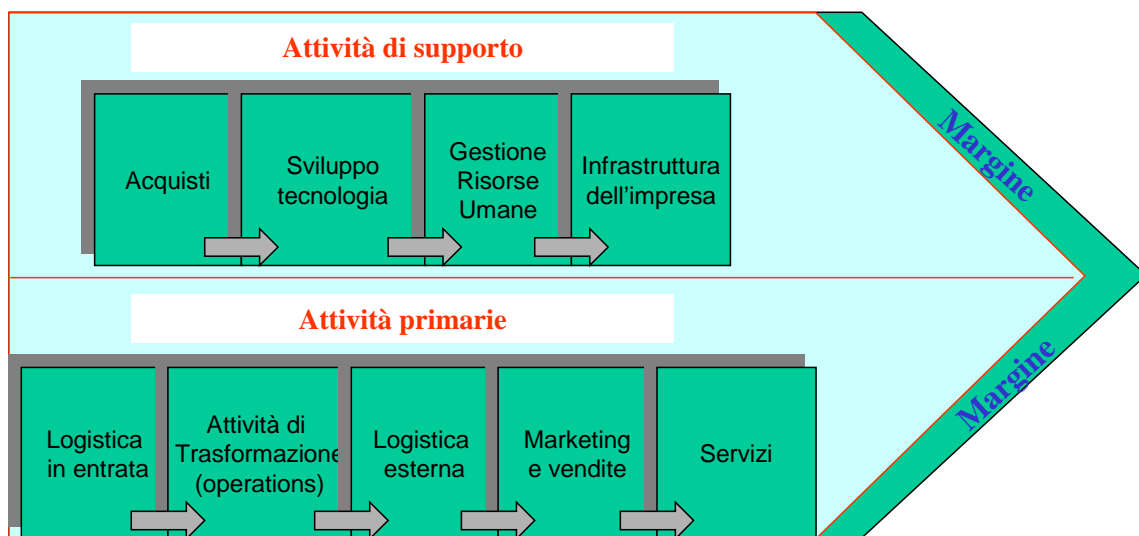 Attività di supporto
Acquisti
Sviluppo
tecnologia
Gestione
Risorse
Umane
Infrastruttura
dell’impresa
Margine
Attività primarie
Logistica
in entrata
Attività di
Trasformazione
(operations)
Logistica
esterna
Marketing
e vendite
Servizi
Margine